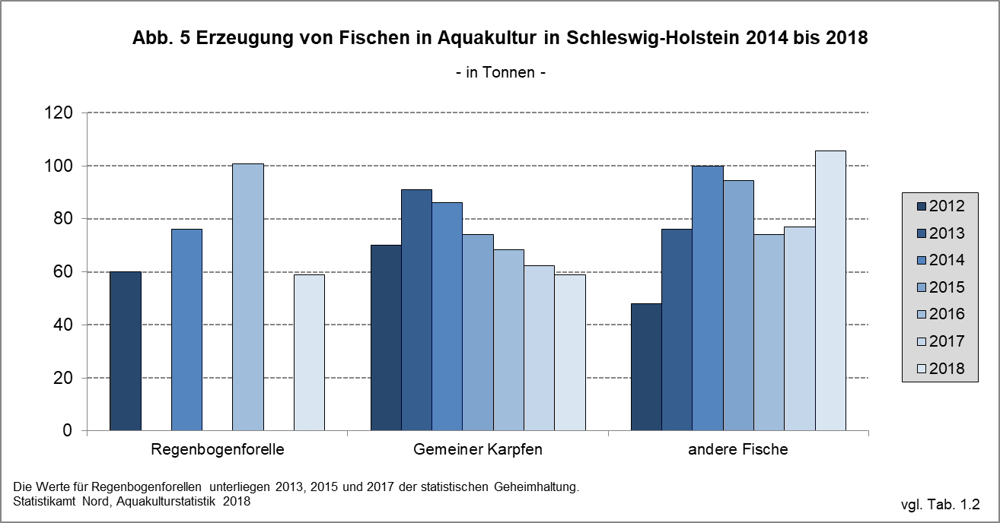 Abb. 5 Erzeugung von Fischen in Aquakultur in Schleswig-Holstein 2014 bis 2018
- in Tonnen -
120
100
80
60
40
20
0
Regenbogenforelle
Gemeiner Karpfen
andere Fische
2012
2013
2014
2015
2016
2017
2018
Die Werte für Regenbogenforellen unterliegen 2013, 2015 und 2017 der statistischen Geheimhaltung.
Statistikamt Nord, Aquakulturstatistik 2018
vgl. Tab. 1.2